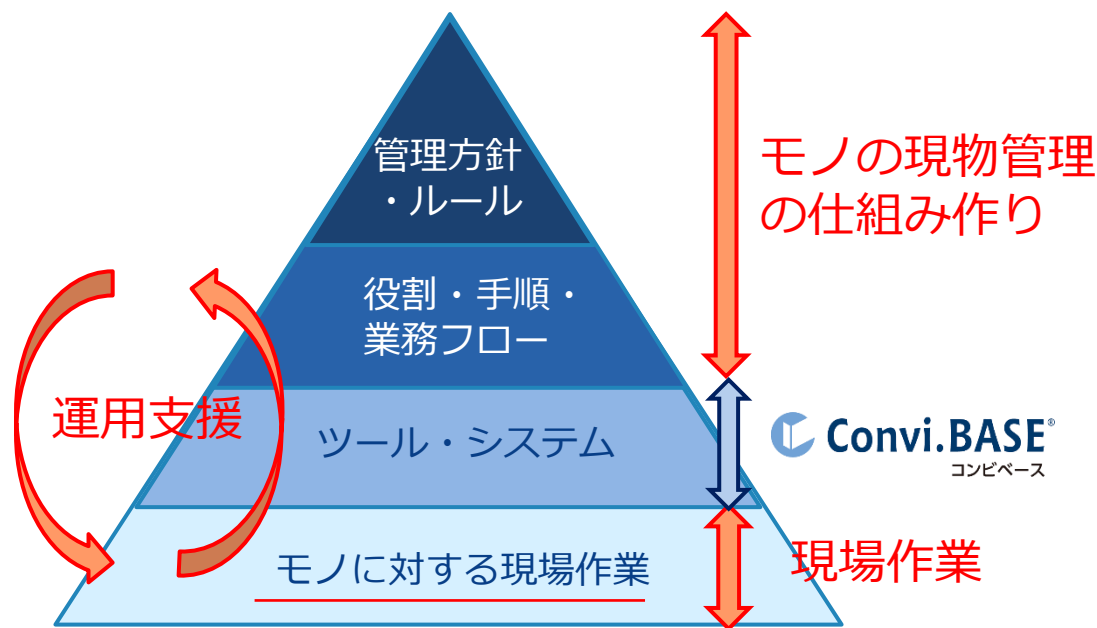 管理方針
・ルール
モノの現物管理
の仕組み作り
役割・手順・
業務フロー
運用支援
ツール・システム
Convi.BASE®
コンビベース
モノに対する現場作業
現場作業